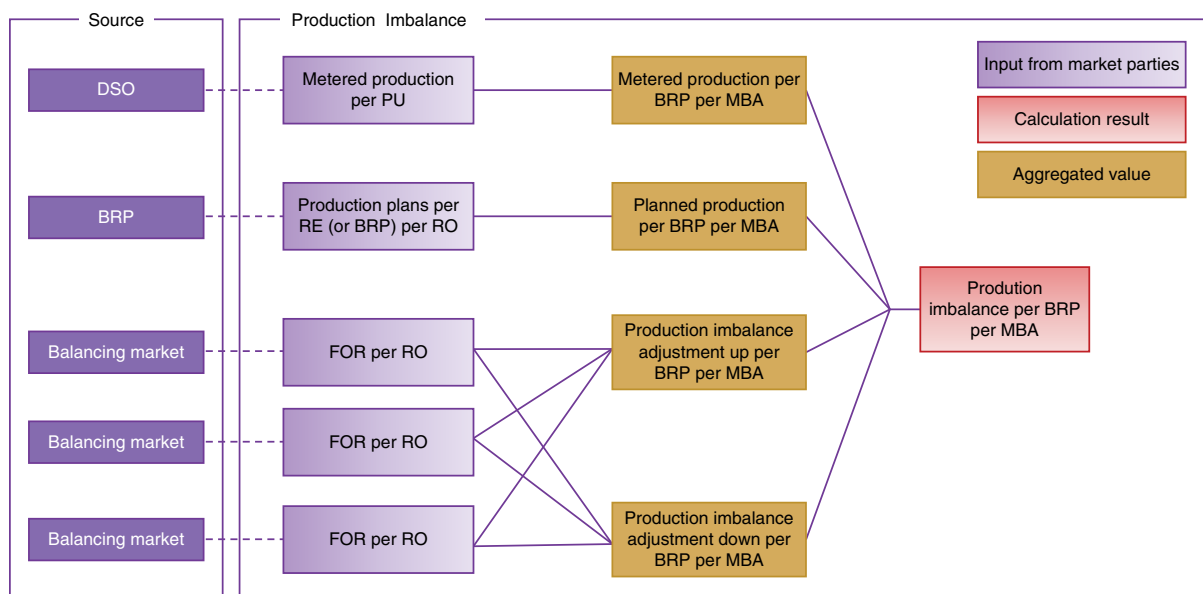 Source
Production Imbalance
DSO
Metered production
per PU
Metered production per
BRP per MBA
Input from market parties
Calculation result
Aggregated value
BRP
Production plans per
RE (or BRP) per RO
Planned production
per BRP per MBA
Prodution
imbalance per BRP
per MBA
Balancing market
FOR per RO
Production imbalance
adjustment up per
BRP per MBA
Balancing market
FOR per RO
Balancing market
FOR per RO
Production imbalance
adjustment down per
BRP per MBA